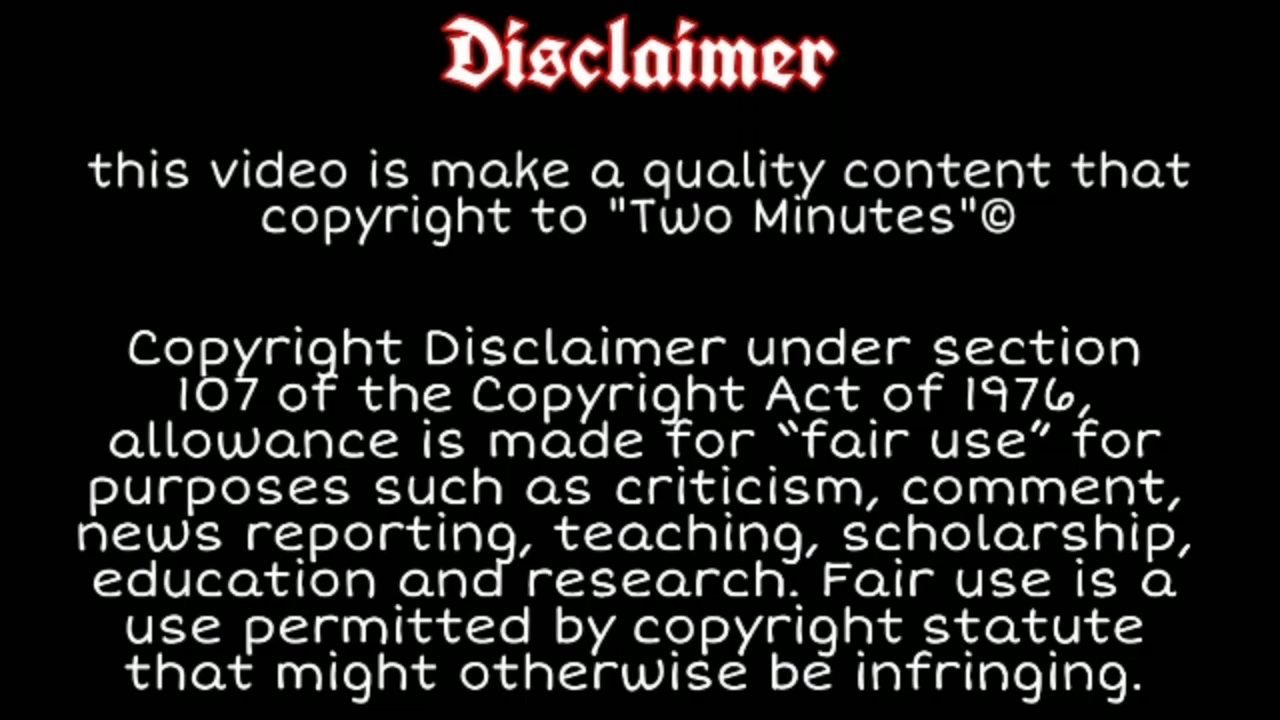 Disclaimer
this video is make a quality content that
copyright to "Two Minutes"©
Copyright Disclaimer under section
107 of the Copyright Act of 1976,
allowance is made for “fair use” for
purposes such as criticism, comment,
news reporting, teaching, scholarship,
education and research. Fair use is a
use permitted by copyright statute
that might otherwise be infringing.